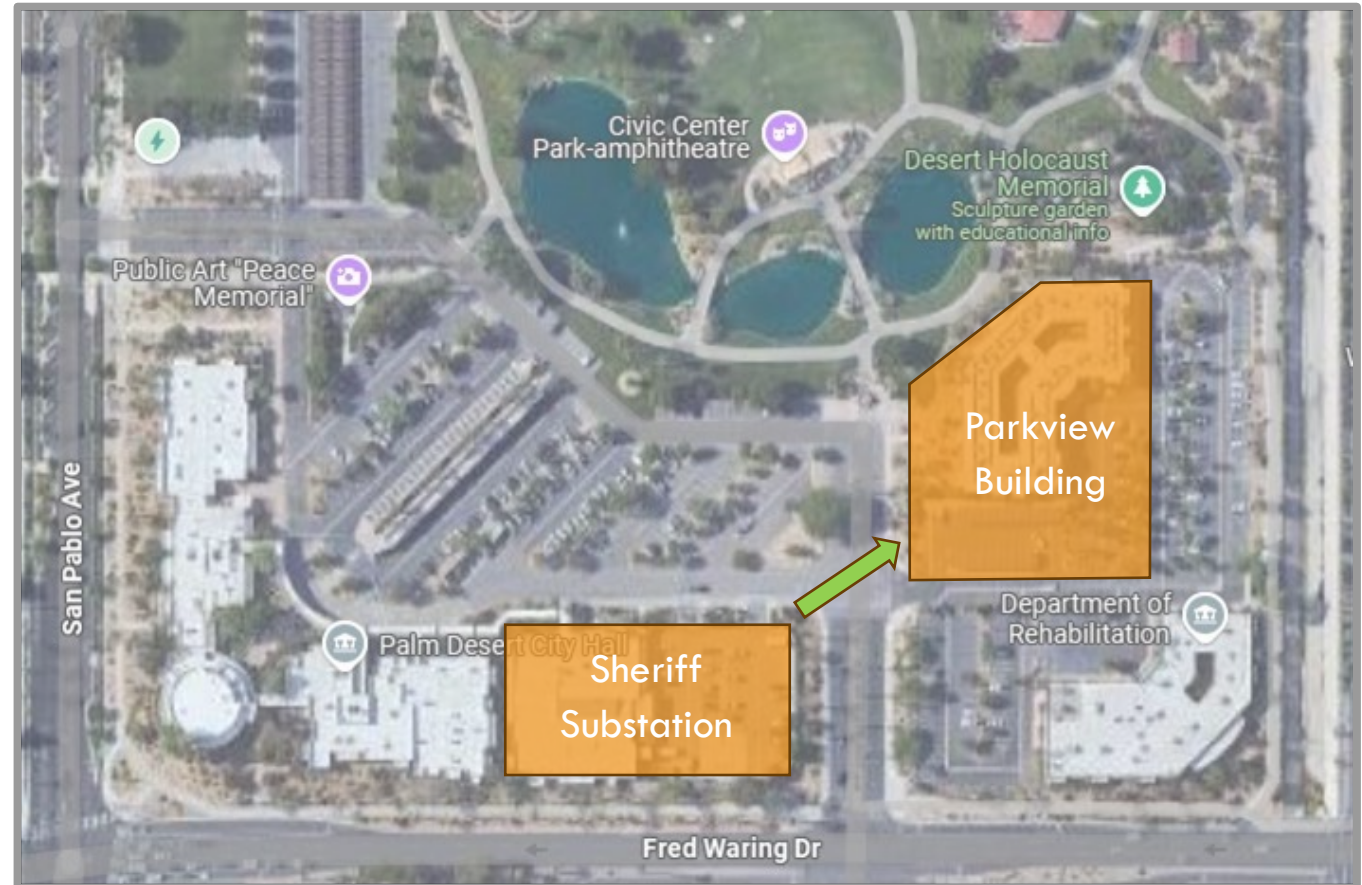 Civic Center
Park-amphitheatre
Desert Holocaust
Memorial
Sculpture garden
with educational info
Public Art "Peace
Memorial"
Parkview
Building
San Pablo Ave
Department of
Rehabilitation
Palm Desert City Hall
Sheriff
Substation
Fred Waring Dr